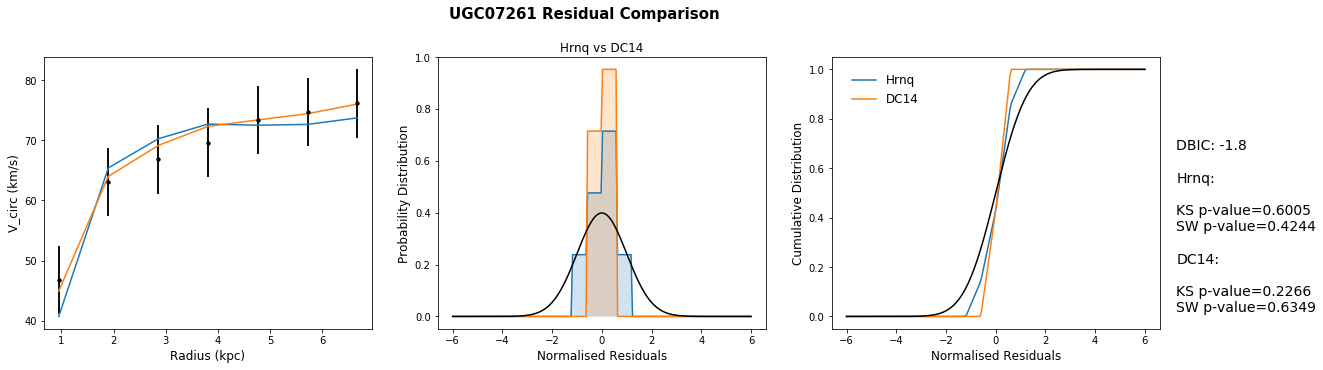 UGC07261 Residual Comparison
V_circ (km/s)
80
70
60
50
40
1
2
3
4
5
6
Radius (kpc)
Hrnq vs DC14
Probability Distribution
1.0
0.8
0.6
0.4
0.2
0.0
−6
−4
−2
0
2
4
6
Normalised Residuals
Cumulative Distribution
1.0
0.8
0.6
0.4
0.2
0.0
Hrnq
DC14
−6
−4
−2
0
2
4
6
Normalised Residuals
DBIC: -1.8
Hrnq:
KS p-value=0.6005
SW p-value=0.4244
DC14:
KS p-value=0.2266
SW p-value=0.6349